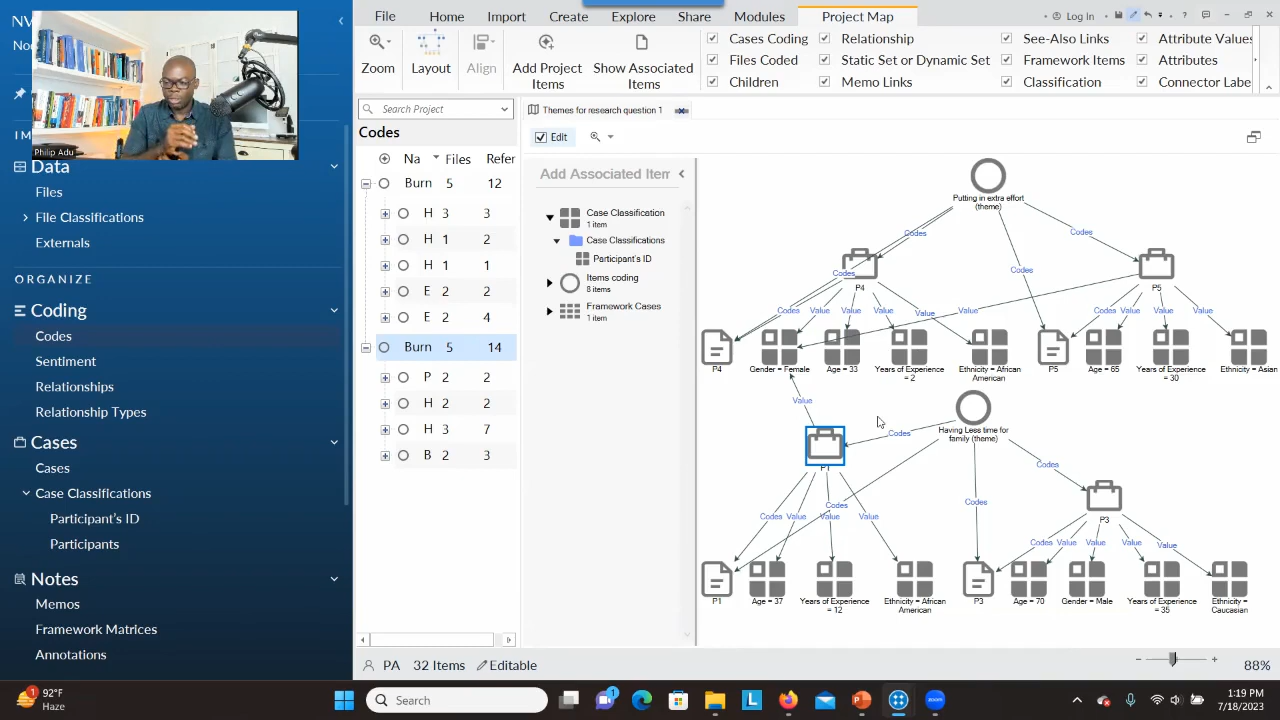 NV
No
Philip Adu
IM
Data
Files
File Classifications
Externals
ORGANIZE
Coding
Codes
Sentiment
Relationships
Relationship Types
Cases
Cases
Case Classifications
Participant's ID
Participants
Notes
Memos
Framework Matrices
Annotations
File Home Import Create Explore Share Modules Project Map
Log In
Zoom
Layout
Align
Add Project
Items
Show Associated
Items
Cases Coding
Files Coded
Children
Relationship
Static Set or Dynamic Set
Memo Links
See-Also Links
Framework Items
Classification
Attribute Values
Attributes
Connector Labe
Search Project
Codes
Na Files Refer
Burn 5 12
H 3 3
H 1 2
H 1 1
E 2 2
E 2 4
Burn 5 14
P 2 2
H 2 2
H 3 7
B 2 3
Themes for research question 1
Edit
Add Associated Item
Case Classification
1 item
Case Classifications
Participant's ID
Items coding
8 items
Framework Cases
1 item
Putting in extra effort
(theme)
Codes
Codes
Codes
Codes
P4
P5
Codes Value Value Value Value Value Codes Value Value Value
P4
Gender = Female
Age = 33
Years of Experience
= 2
Ethnicity = African
American
P5
Age = 65
Years of Experience
= 30
Ethnicity = Asian
Value
Having Less time for
family (theme)
Codes
P1
Codes
Codes
Codes
P3
Codes Value Value Value
Codes Value Value Value Value
P1
Age = 37
Years of Experience
= 12
Ethnicity = African
American
P3
Age = 70
Gender = Male
Years of Experience
= 35
Ethnicity =
Caucasian
PA 32 Items Editable
88%
1
92°F
Haze
Search
1
1:19 PM
7/18/2023